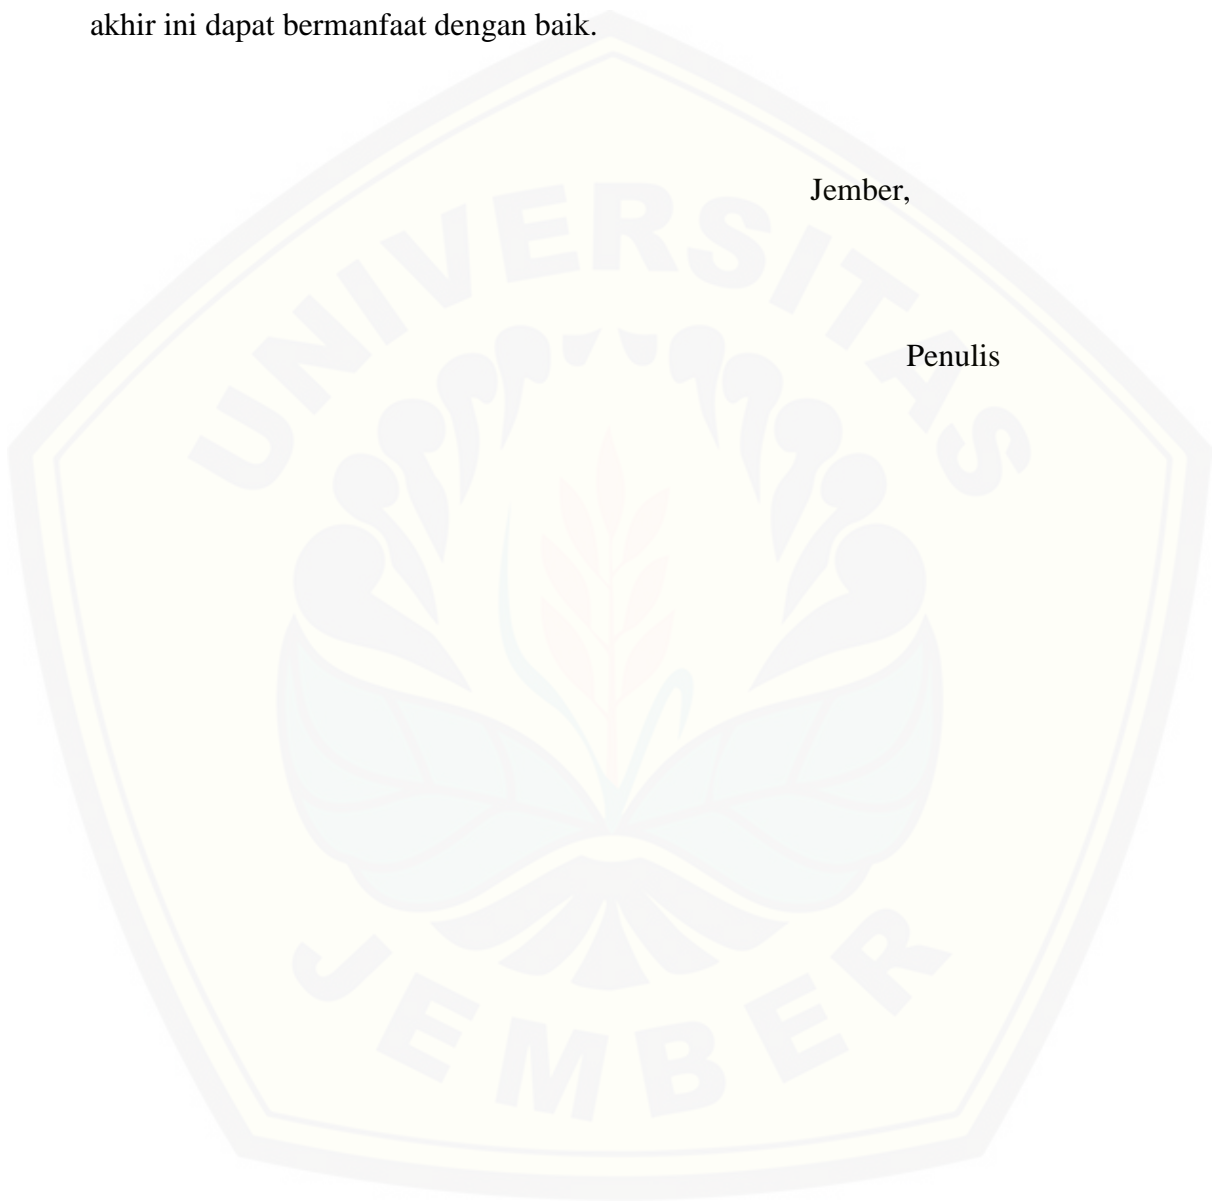 akhir ini dapat bermanfaat dengan baik.
Jember,
Penulis
UNIVERSITAS
JEMBER